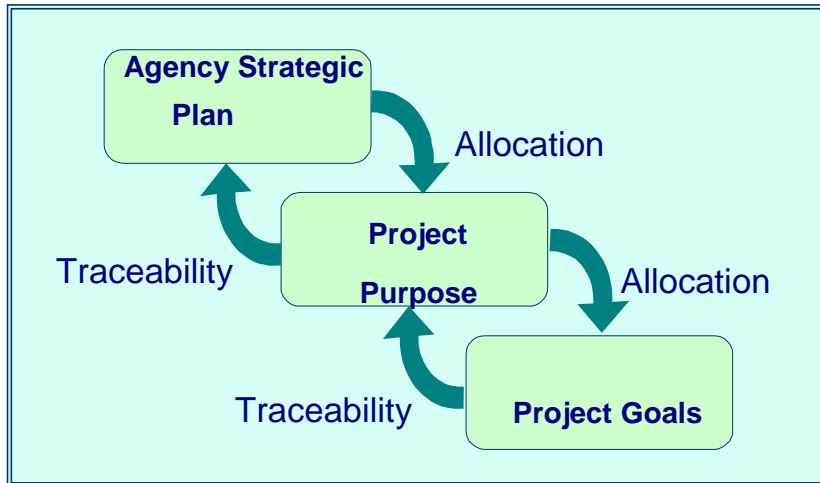 Agency Strategic
Plan
Allocation
Project
Purpose
Traceability
Allocation
Project Goals
Traceability